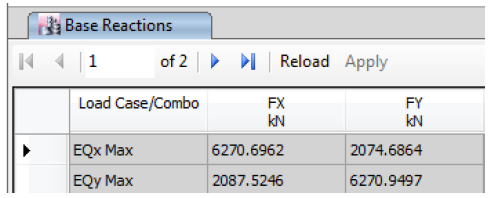 Base Reactions
1 of 2 Reload Apply
Load Case/Combo FX kN FY kN
EQx Max 6270.6962 2074.6864
EQy Max 2087.5246 6270.9497